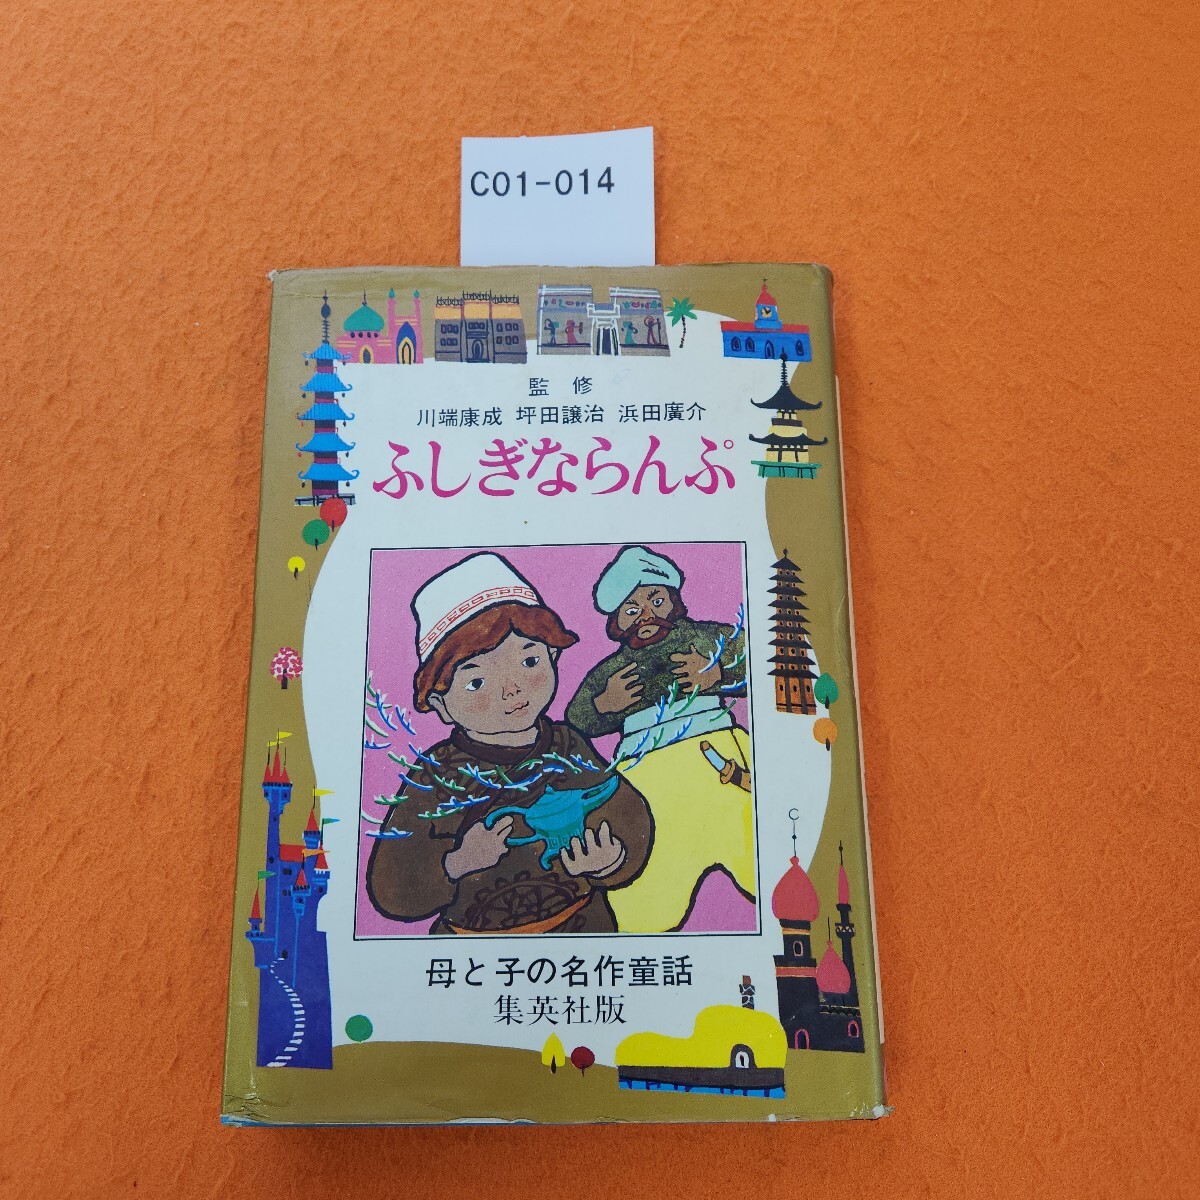 C01-014
監修
川端康成 坪田譲治 浜田廣介
ふしぎならんぷ
母と子の名作童話
集英社版